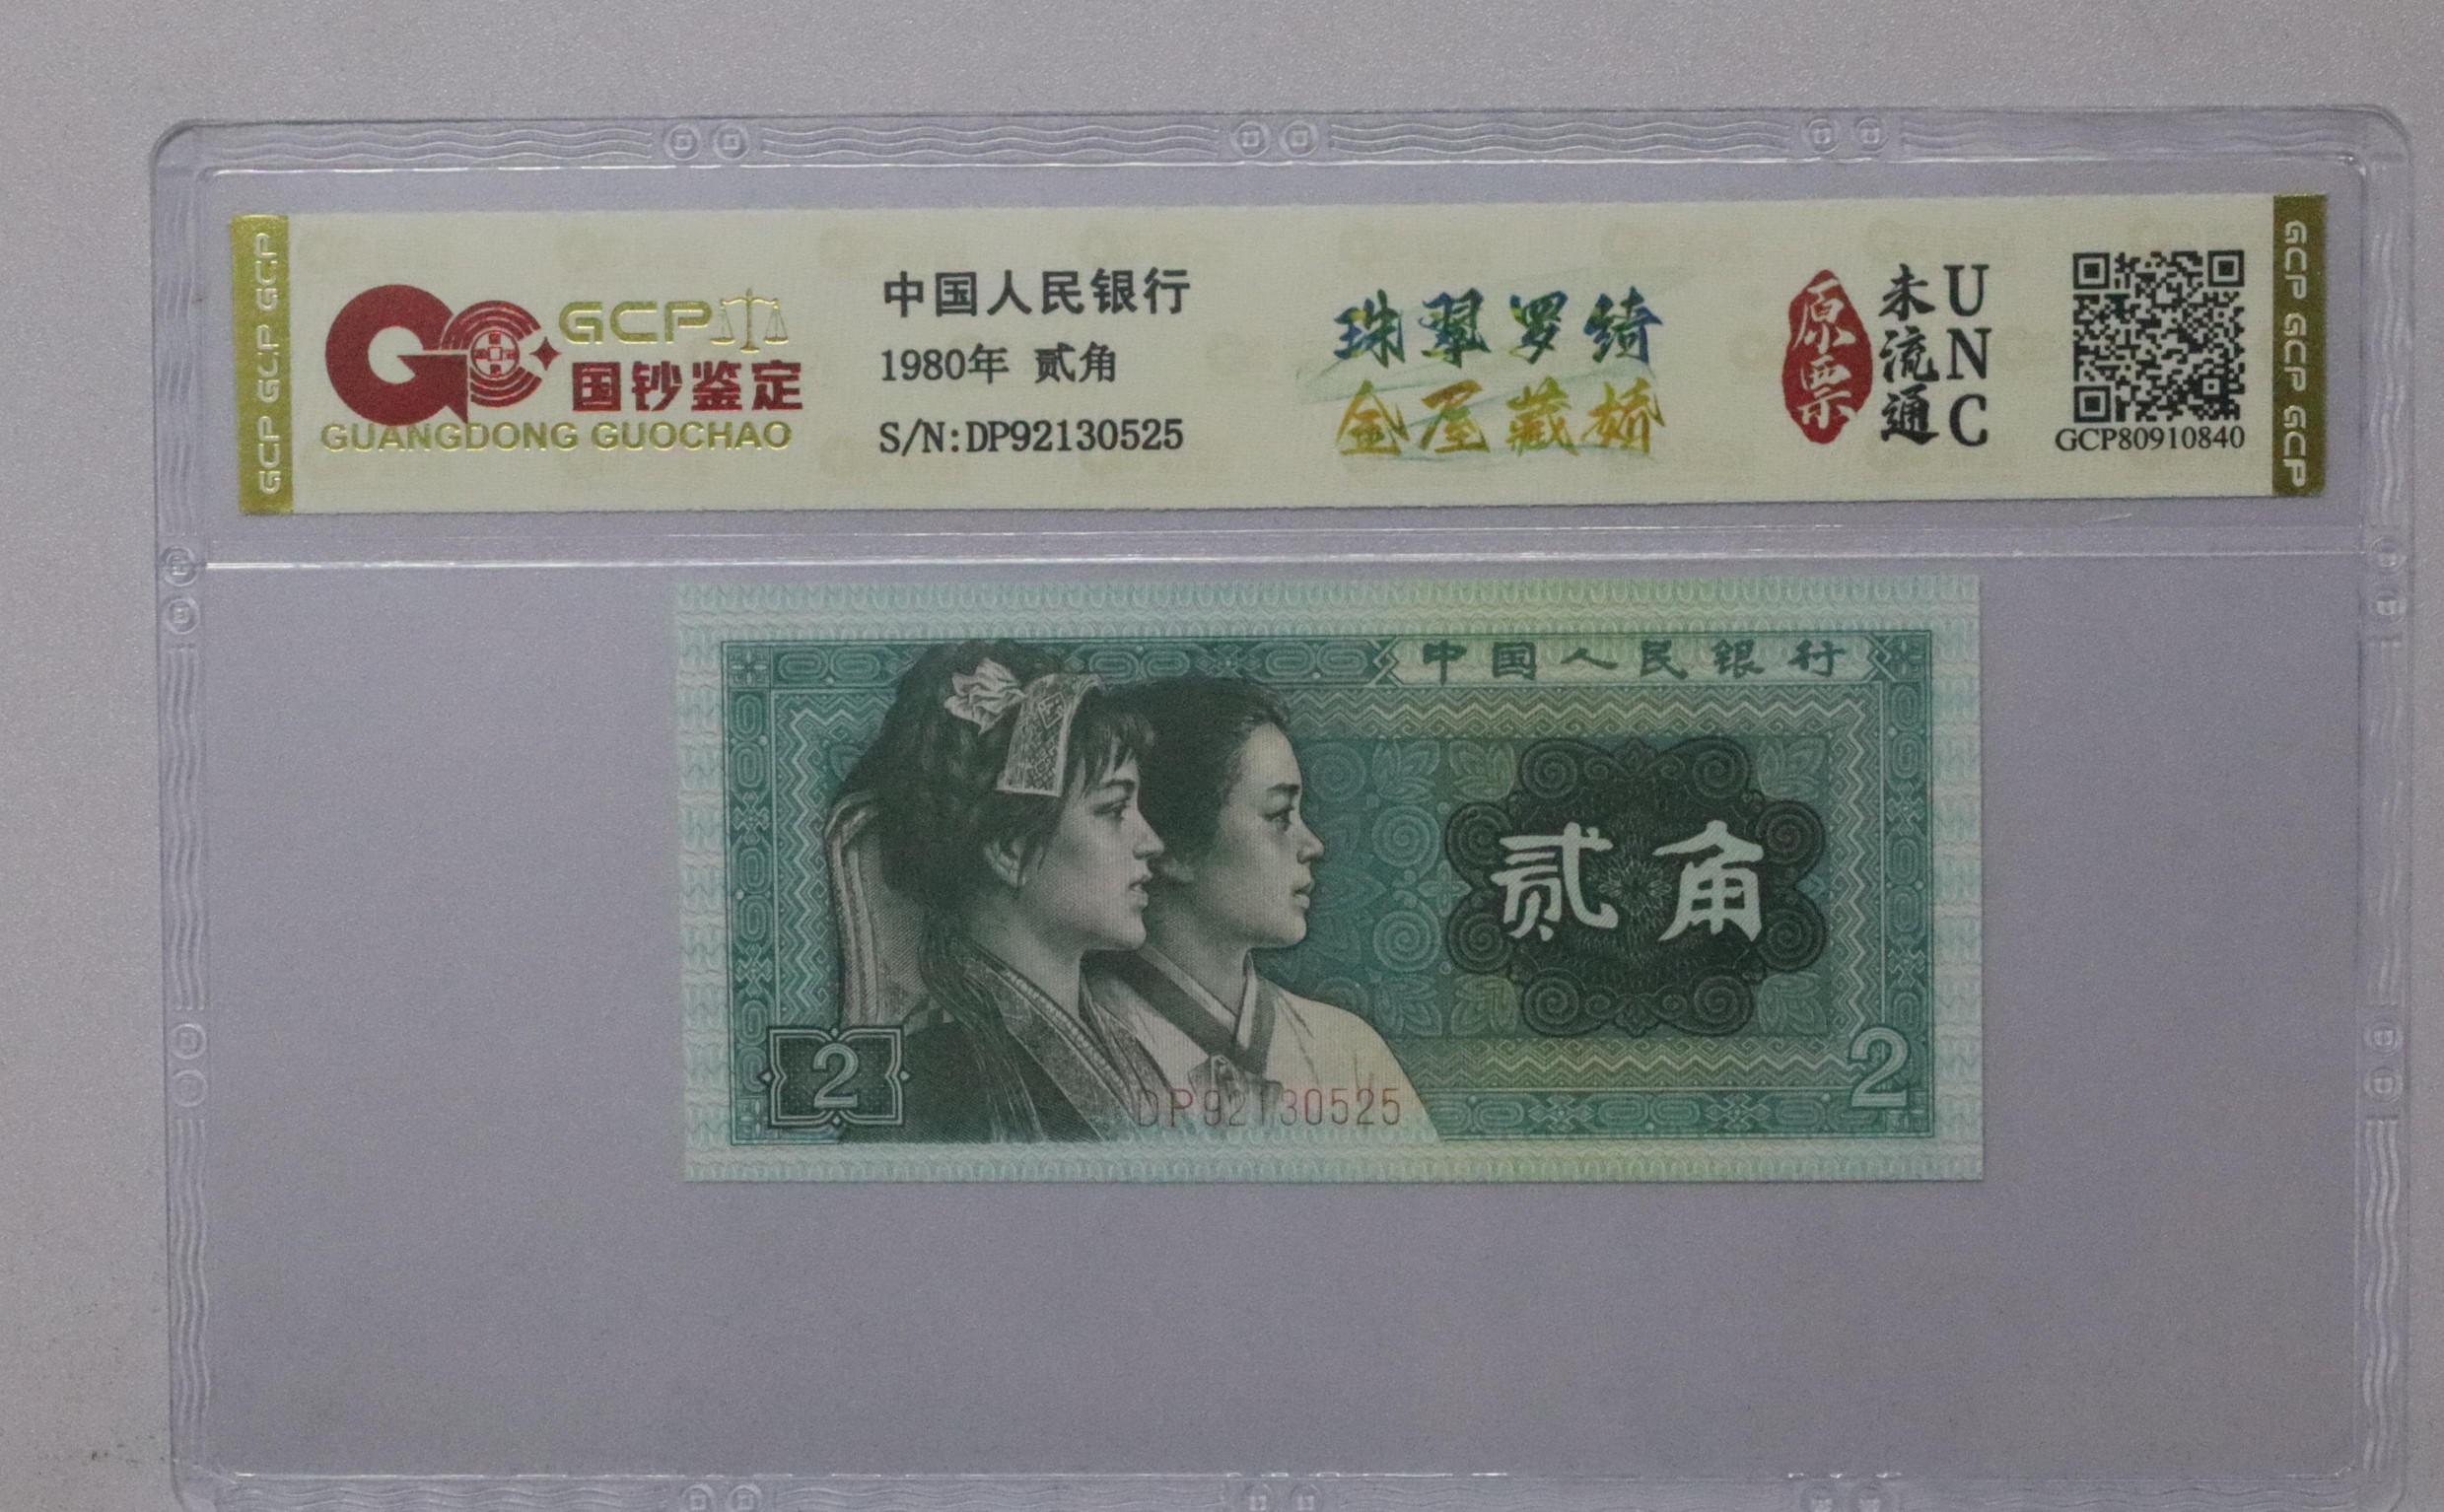 GCP GCP GCP
GCP
国钞鉴定
GUANGDONG GUOCHAO
中国人民银行
1980年 贰角
S/N:DP92130525
珠翠罗绮
金屋藏娇
原票
未流通
UNC
GCP80910840
GCP GCP GCP
中国人民银行
贰角
2
2
DP92130525